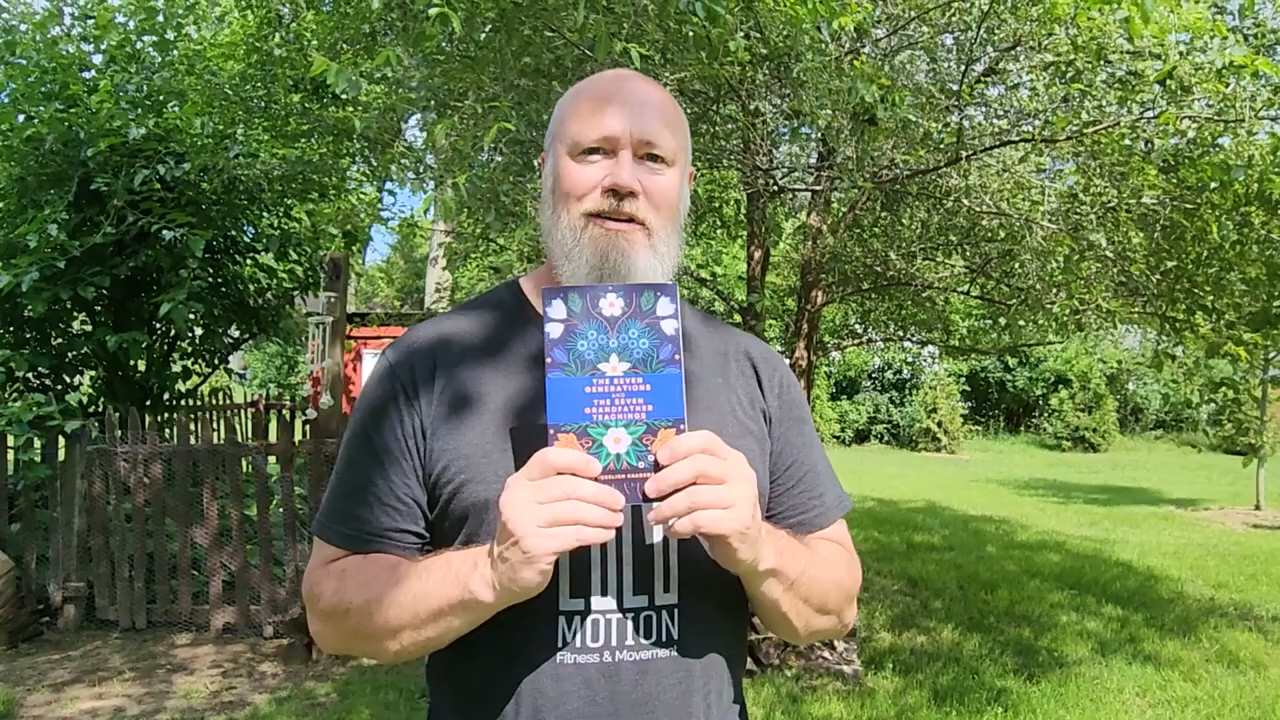 THE SEVEN
GENERATIONS
AND
THE SEVEN
GRANDFATHER
TEACHINGS
MOTION
Fitness & Movement